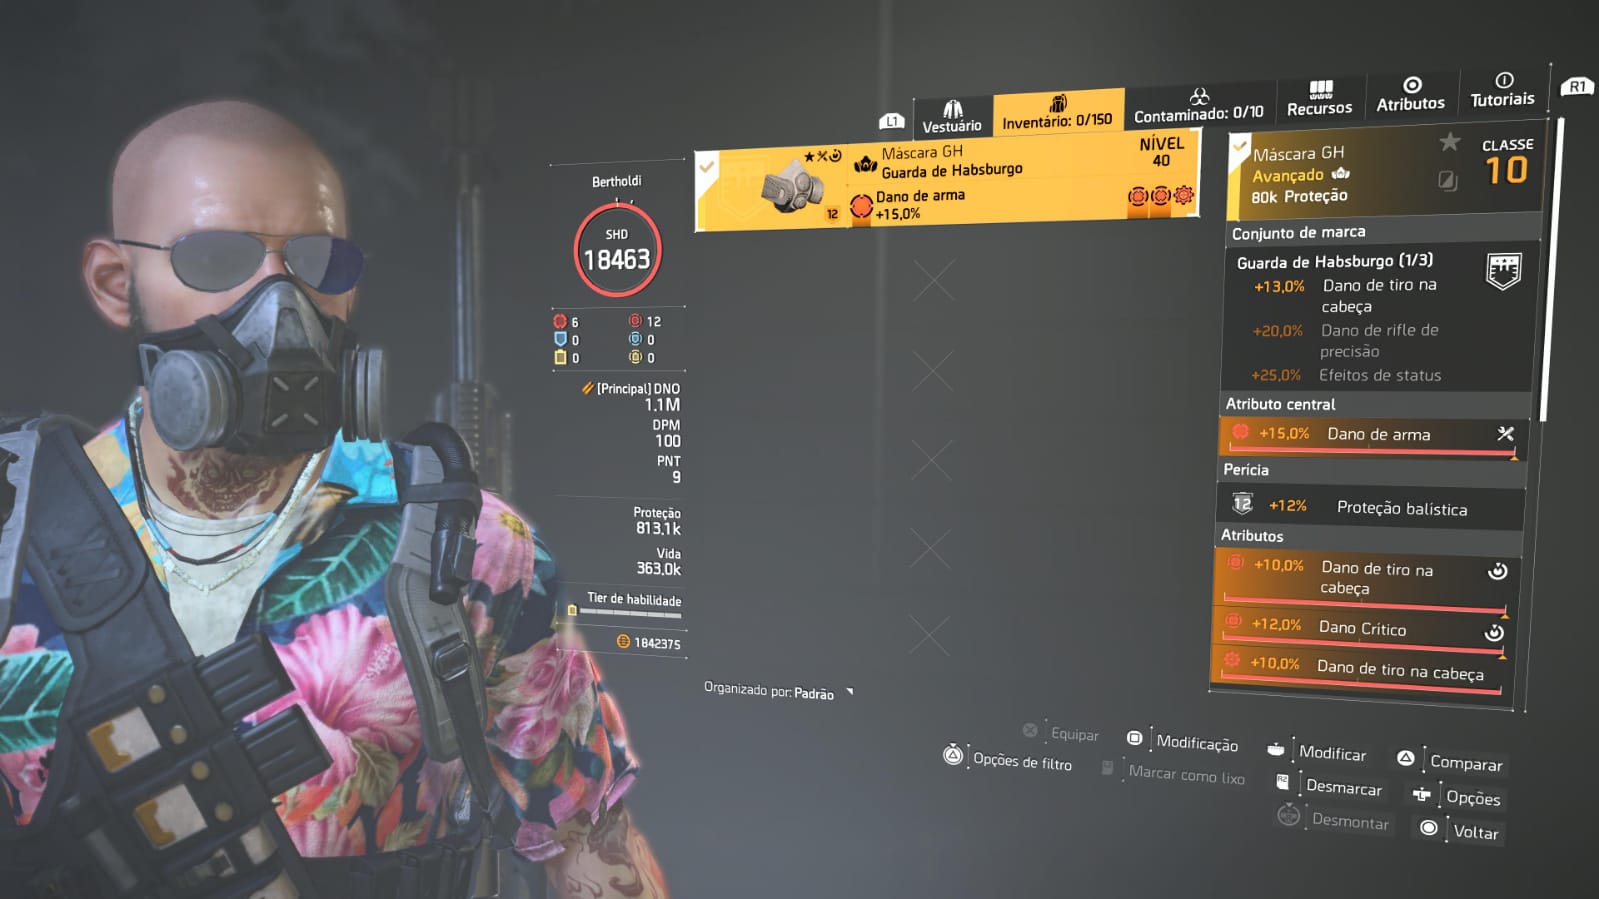 L1
Vestuário
Inventário: 0/150
Contaminado: 0/10
Recursos
Atributos
Tutoriais
R1
Bertholdi
SHD
18463
6
12
0
0
0
0
[Principal] DNO
1.1M
DPM
100
PNT
9
Proteção
813.1k
Vida
363.0k
Tier de habilidade
1842375
12
Máscara GH
Guarda de Habsburgo
Dano de arma
+15,0%
NÍVEL
40
Organizado por: Padrão
Máscara GH
Avançado
80k Proteção
CLASSE
10
Conjunto de marca
Guarda de Habsburgo (1/3)
+13,0% Dano de tiro na
cabeça
+20,0% Dano de rifle de
precisão
+25,0% Efeitos de status
Atributo central
+15,0% Dano de arma
Perícia
12 +12% Proteção balística
Atributos
+10,0% Dano de tiro na
cabeça
+12,0% Dano Crítico
+10,0% Dano de tiro na cabeça
Equipar
Modificação
Modificar
Comparar
Opções de filtro
Marcar como lixo
R2
Desmarcar
Opções
Desmontar
Voltar